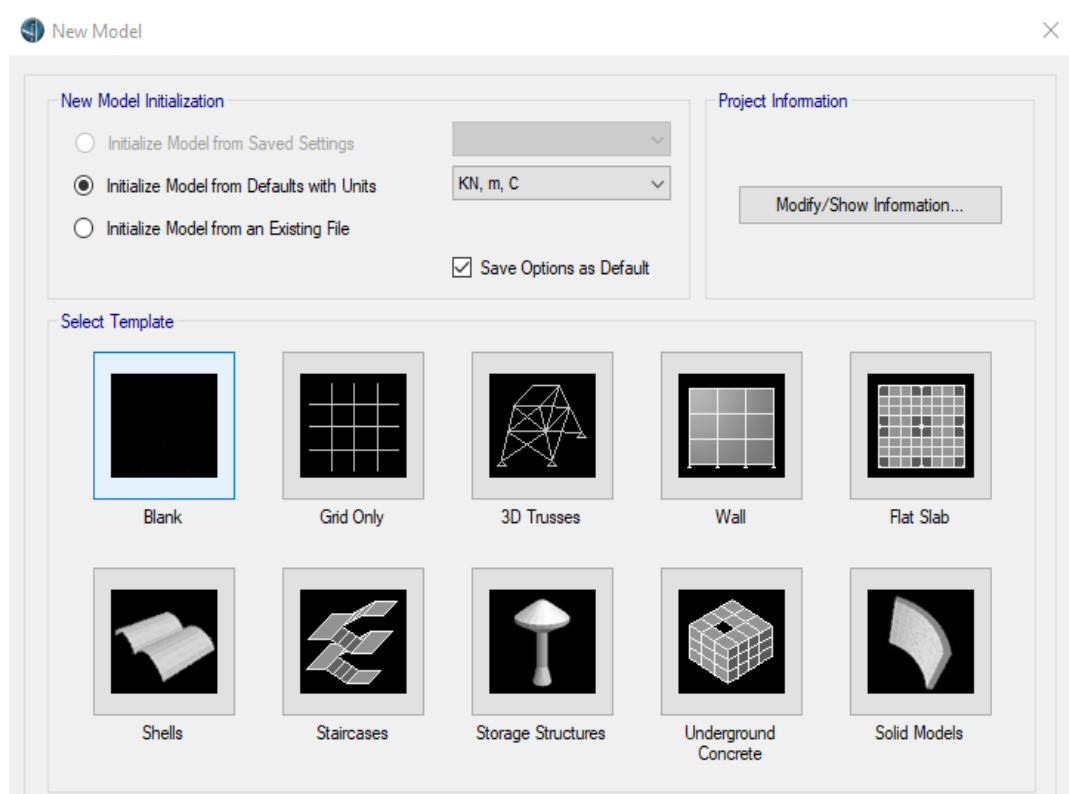 New Model
New Model Initialization
Initialize Model from Saved Settings
Initialize Model from Defaults with Units
KN, m, C
Initialize Model from an Existing File
Save Options as Default
Project Information
Modify/Show Information...
Select Template
Blank
Grid Only
3D Trusses
Wall
Flat Slab
Shells
Staircases
Storage Structures
Underground
Concrete
Solid Models